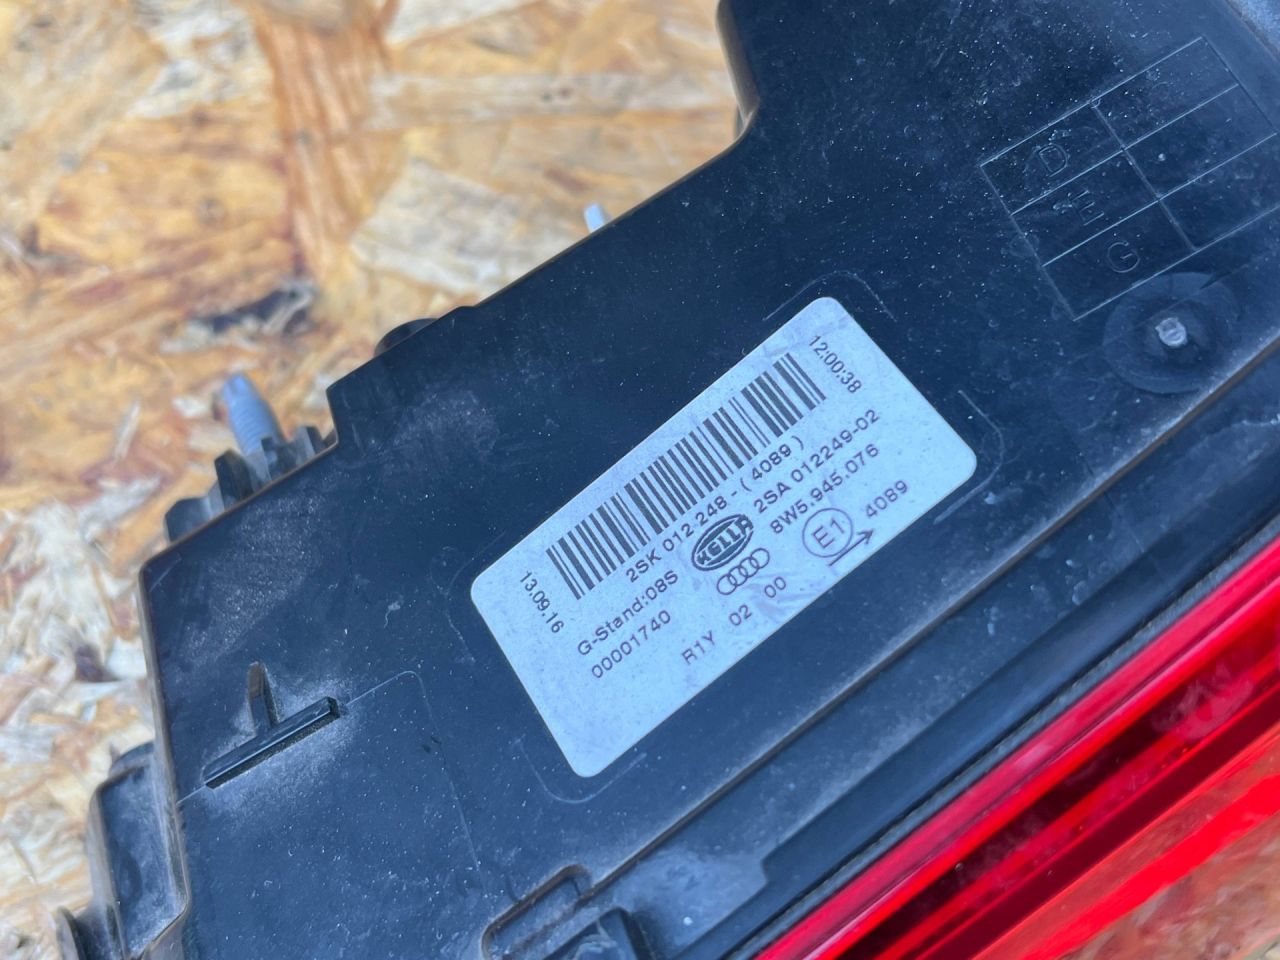 13.09.16
12:00:38
2SK 012 248 - ( 4089 )
G-Stand:08S HELLA 2SA 012249-02
00001740 8W5.945.076
R1Y 02 00 E1 4089
D
E
G